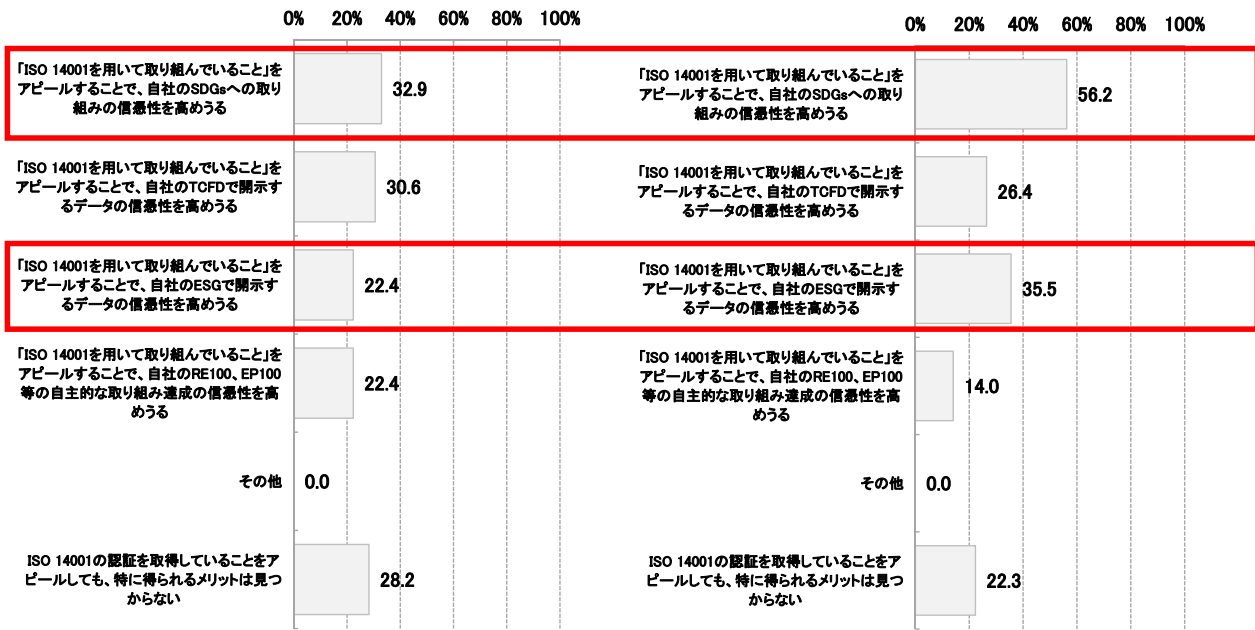 0% 20% 40% 60% 80% 100%
「ISO 14001を用いて取り組んでいること」を
アピールすることで、自社のSDGsへの取り
組みの信憑性を高めうる
32.9
「ISO 14001を用いて取り組んでいること」を
アピールすることで、自社のTCFDで開示す
るデータの信憑性を高めうる
30.6
「ISO 14001を用いて取り組んでいること」を
アピールすることで、自社のESGで開示す
るデータの信憑性を高めうる
22.4
「ISO 14001を用いて取り組んでいること」を
アピールすることで、自社のRE100、EP100
等の自主的な取り組み達成の信憑性を高
めうる
22.4
その他
0.0
ISO 14001の認証を取得していることをア
ピールしても、特に得られるメリットは見つ
からない
28.2
0% 20% 40% 60% 80% 100%
「ISO 14001を用いて取り組んでいること」を
アピールすることで、自社のSDGsへの取り
組みの信憑性を高めうる
56.2
「ISO 14001を用いて取り組んでいること」を
アピールすることで、自社のTCFDで開示す
るデータの信憑性を高めうる
26.4
「ISO 14001を用いて取り組んでいること」を
アピールすることで、自社のESGで開示す
るデータの信憑性を高めうる
35.5
「ISO 14001を用いて取り組んでいること」を
アピールすることで、自社のRE100、EP100
等の自主的な取り組み達成の信憑性を高
めうる
14.0
その他
0.0
ISO 14001の認証を取得していることをア
ピールしても、特に得られるメリットは見つ
からない
22.3